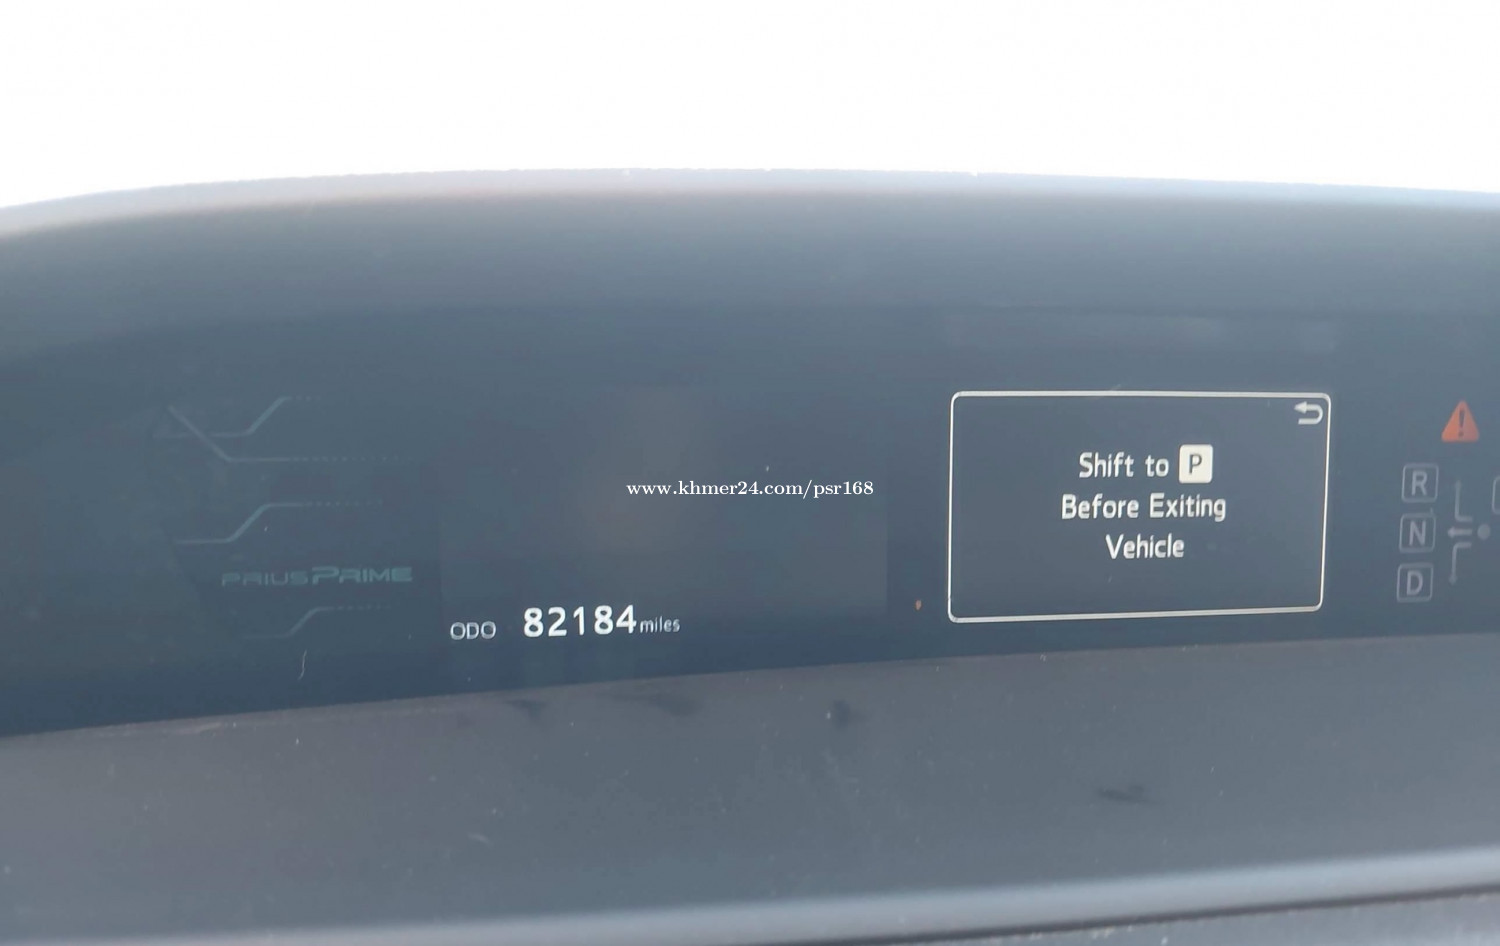 www.khmer24.com/psr168
Shift to P
Before Exiting
Vehicle
R
N
D
PRIUS PRIME
ODO 82184 miles